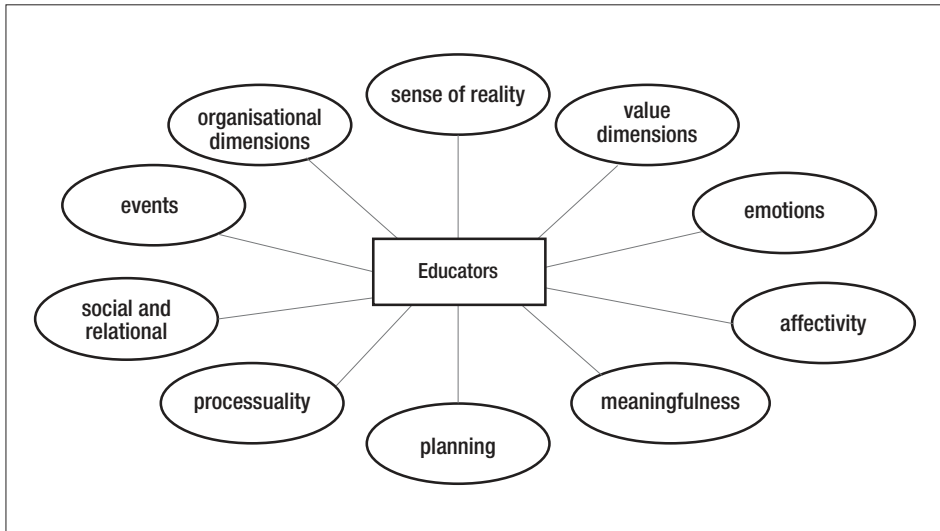 sense of reality
organisational
dimensions
value
dimensions
events
emotions
Educators
social and
relational
affectivity
processuality
meaningfulness
planning